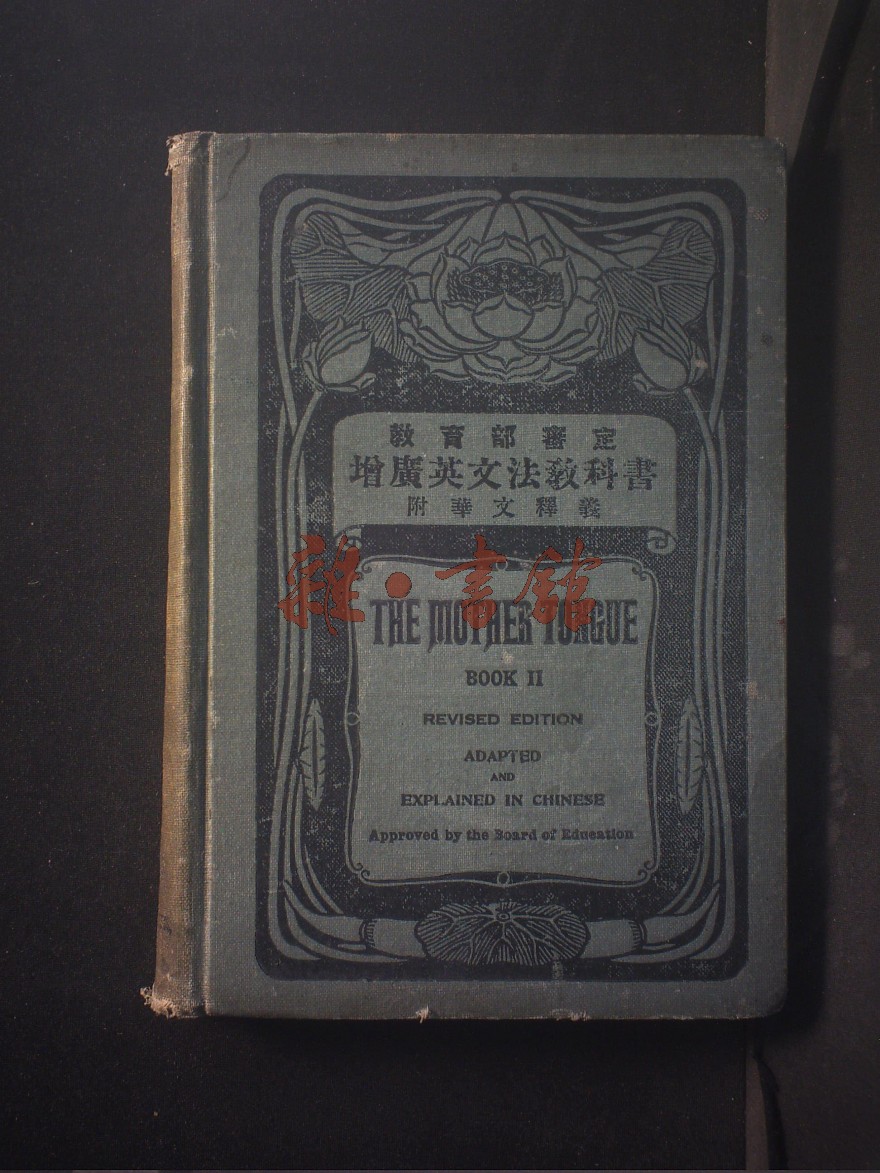 教育部審定
增廣英文法教科書
附華文釋義
雜·書館
THE MOTHER TONGUE
BOOK II
REVISED EDITION
ADAPTED
AND
EXPLAINED IN CHINESE
Approved by the Board of Education